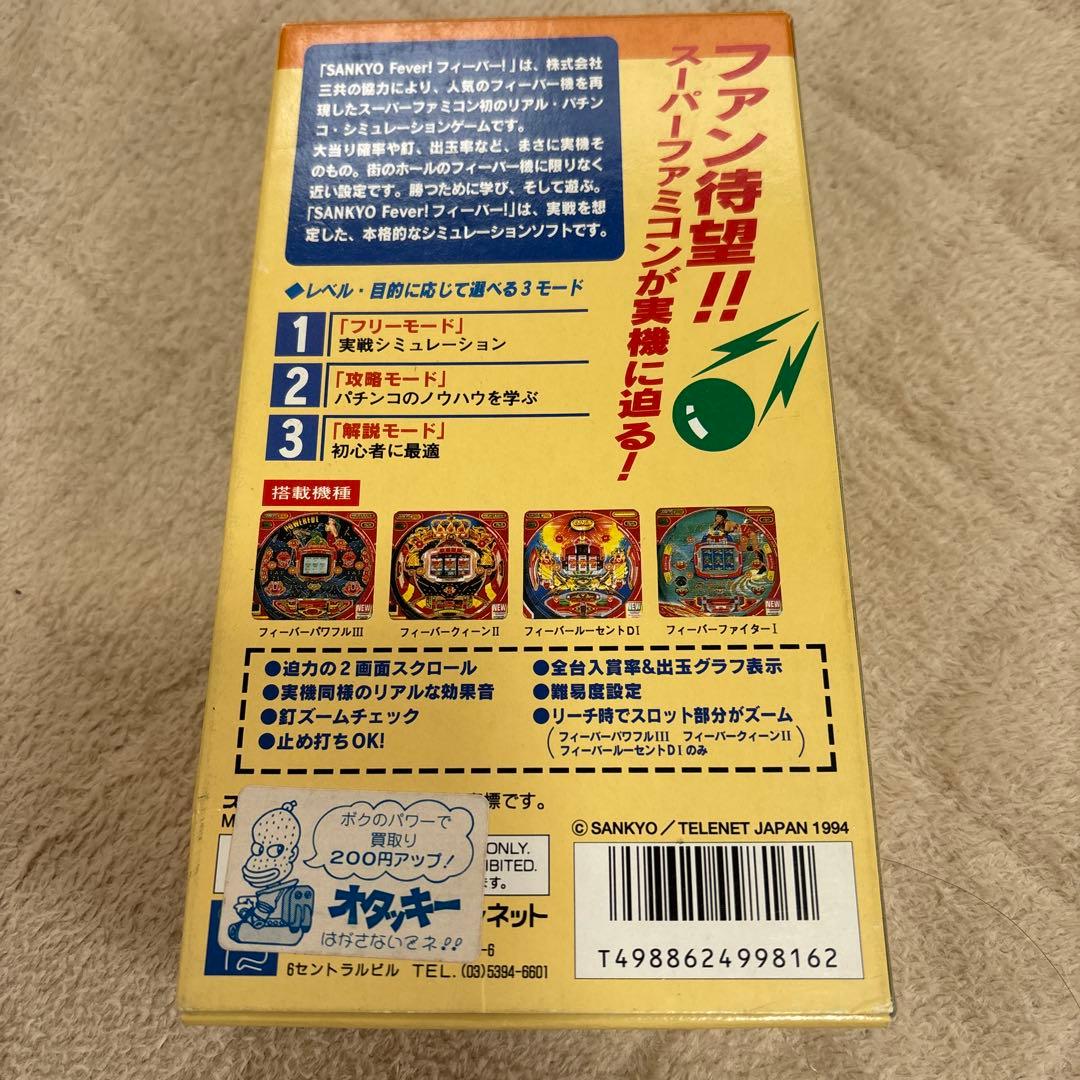 ファン待望!!
スーパーファミコンが実機に迫る!
「SANKYO Fever!フィーバー!」は、株式会社
三共の協力により、人気のフィーバー機を再
現したスーパーファミコン初のリアル・パチン
コ・シミュレーションゲームです。
大当り確率や釘、出玉率など、まさに実機そ
のもの。街のホールのフィーバー機に限りなく
近い設定です。勝つために学び、そして遊ぶ。
「SANKYO Fever!フィーバー!」は、実戦を想
定した、本格的なシミュレーションソフトです。
◆レベル・目的に応じて選べる3モード
1 「フリーモード」
実戦シミュレーション
2 「攻略モード」
パチンコのノウハウを学ぶ
3 「解説モード」
初心者に最適
搭載機種
POWERFUL
NEW
NEW
NEW
NEW
フィーバーパワフルIII
フィーバークィーンII
フィーバールーセントDI
フィーバーファイターI
●迫力の2画面スクロール
●実機同様のリアルな効果音
●釘ズームチェック
●止め打ちOK!
●全台入賞率&出玉グラフ表示
●難易度設定
●リーチ時でスロット部分がズーム
(フィーバーパワフルIII フィーバークィーンII
フィーバールーセントDIのみ)
標です。
ONLY.
IBITED.
す。
ボクのパワーで
買取り
200円アップ!
オタッキー
はがさないでネ!!
ンネット
-6
6セントラルビル TEL.(03)5394-6601
© SANKYO/TELENET JAPAN 1994
T4988624998162